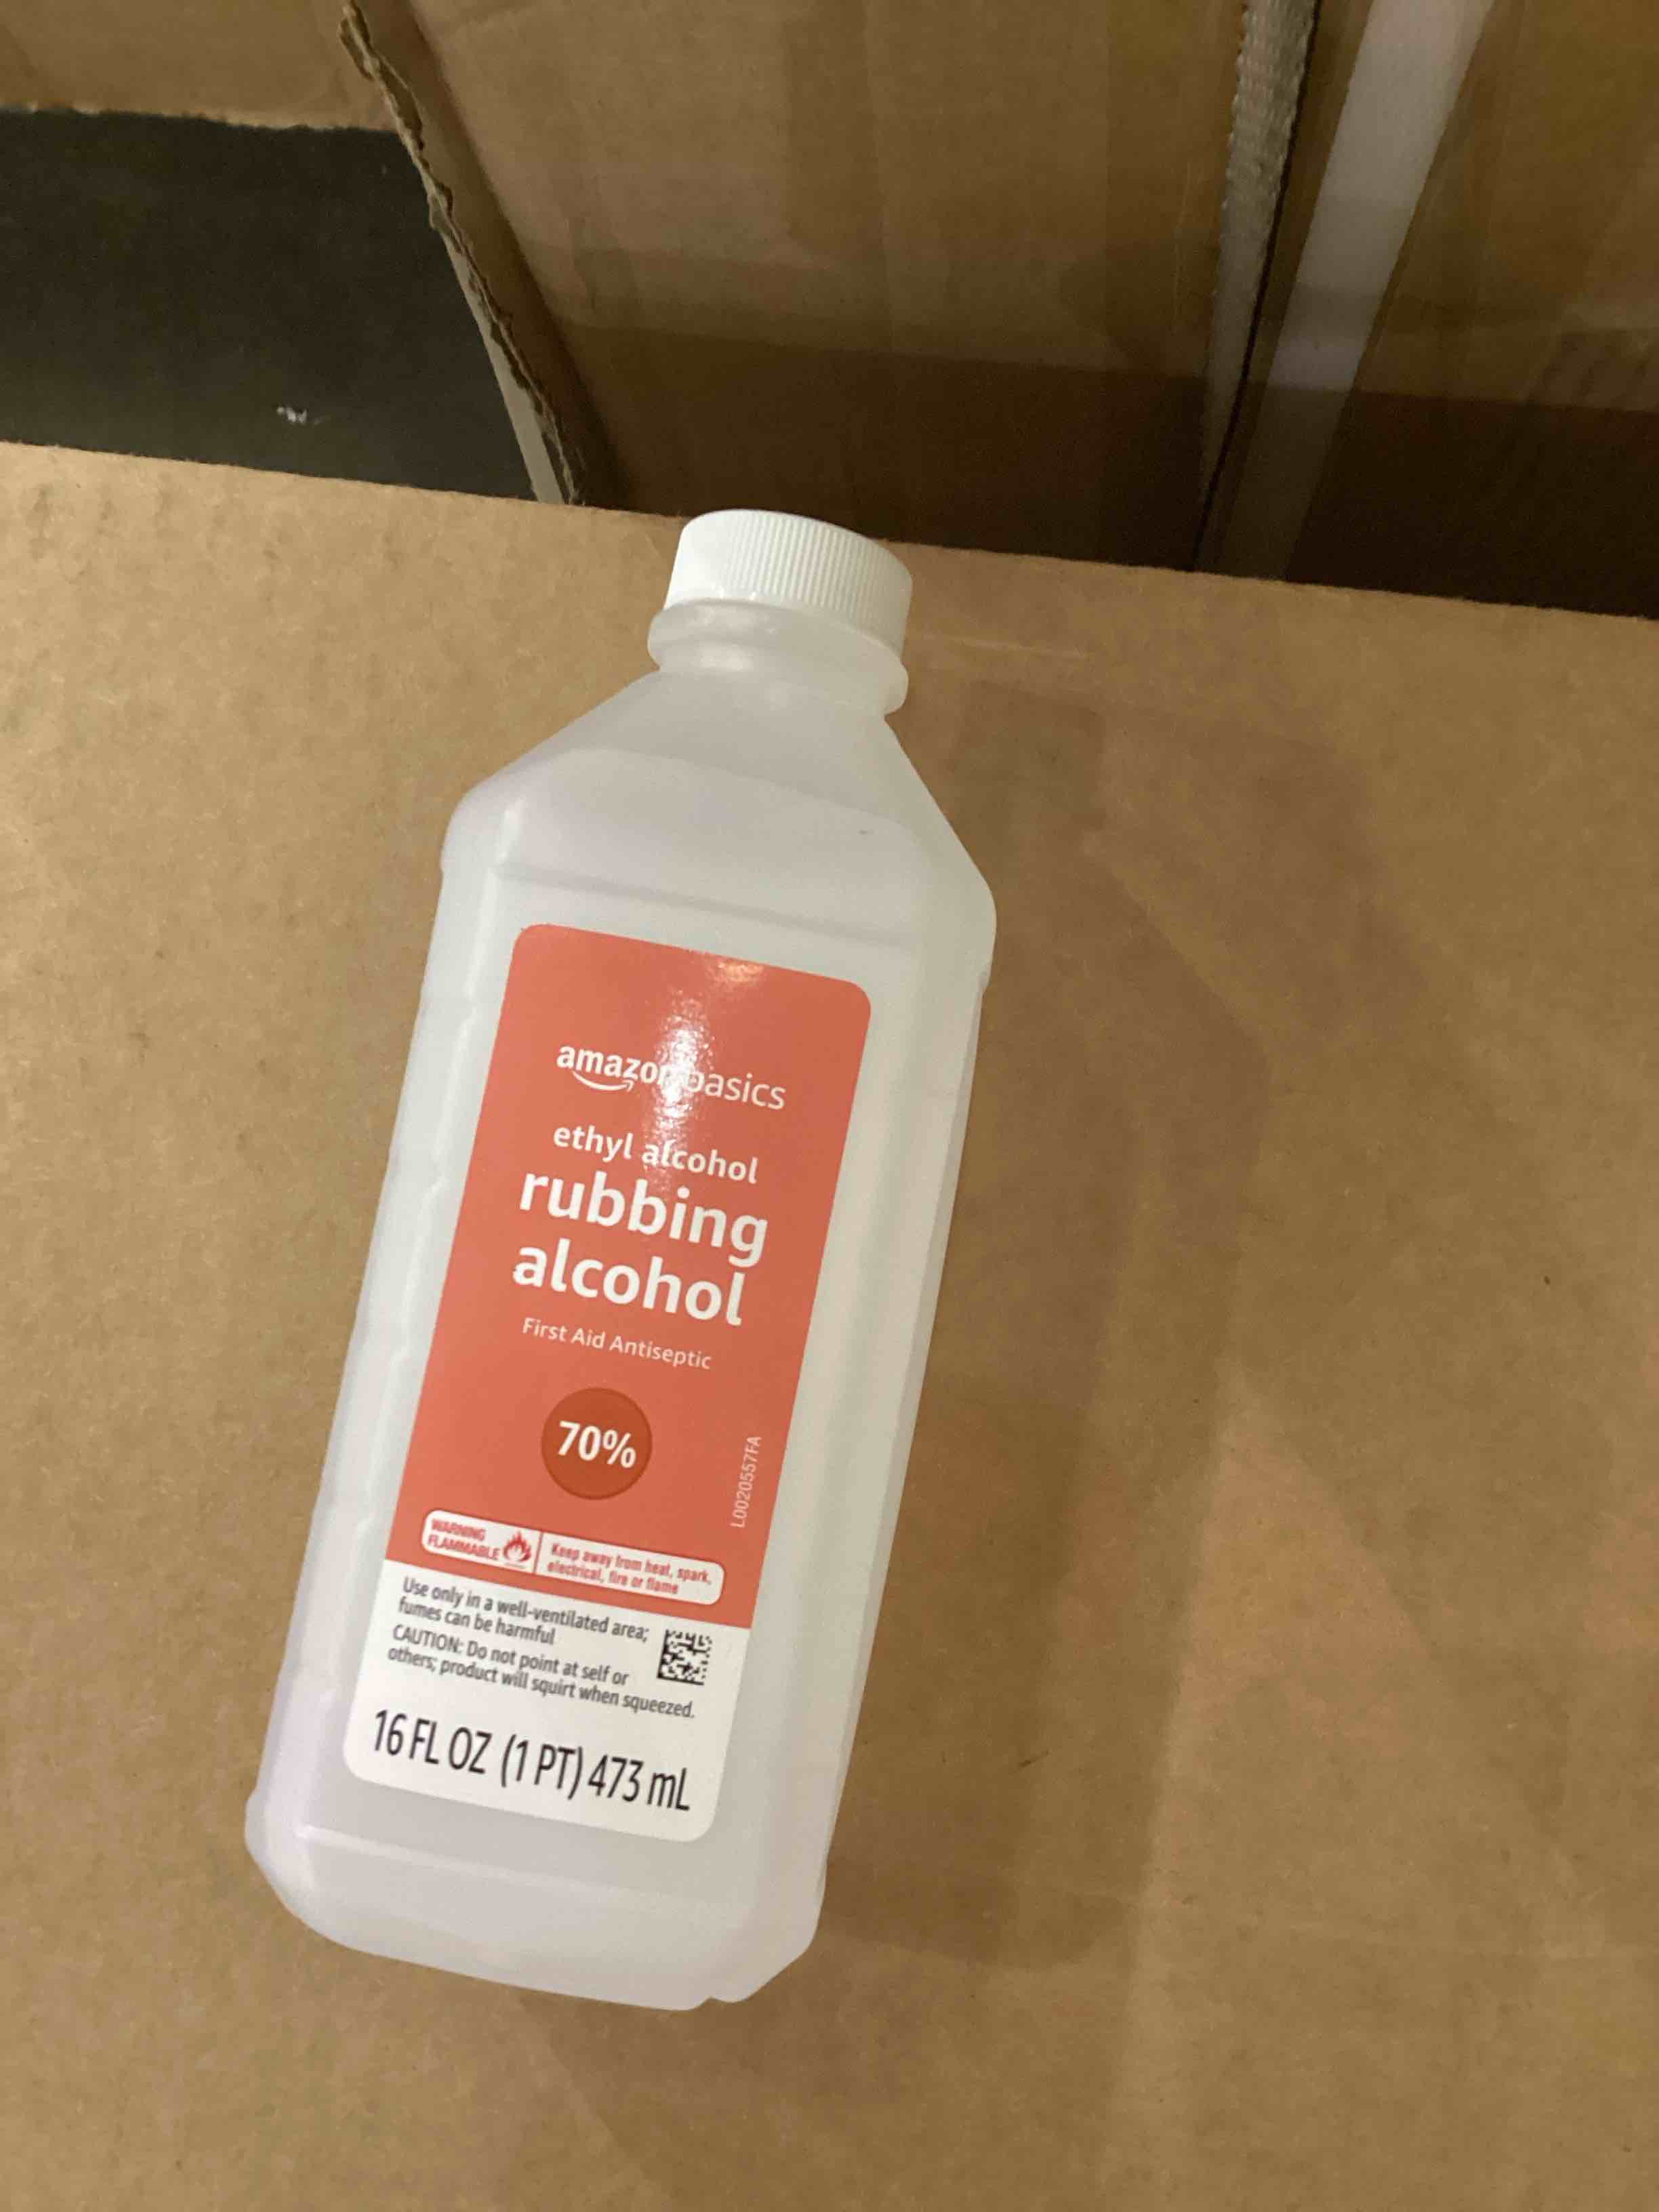 amazon basics
ethyl alcohol
rubbing
alcohol
First Aid Antiseptic
70%
L0020557FA
WARNING
FLAMMABLE
Keep away from heat, spark,
electrical, fire or flame
Use only in a well-ventilated area;
fumes can be harmful
CAUTION: Do not point at self or
others; product will squirt when squeezed.
16 FL OZ (1 PT) 473 mL